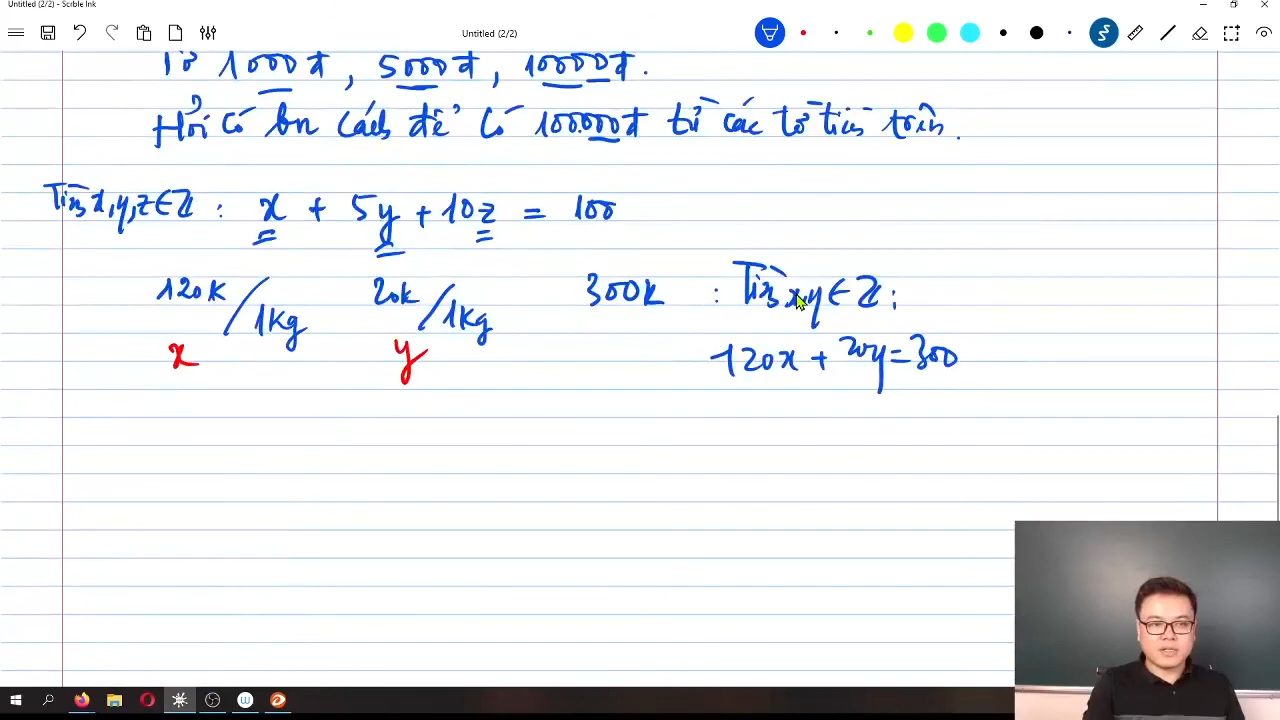 Untitled (2/2) - Scrble Ink
Untitled (2/2)
Tờ 1000đ, 5000đ, 10000đ.
Hỏi có bn cách để có 100.000đ từ các tờ tiền trên.
Tìm x,y,z∈ℤ : x + 5y + 10z = 100
120k/1kg 20k/1kg 300k : Tìm x,y∈ℤ:
x y 120x + 20y = 300